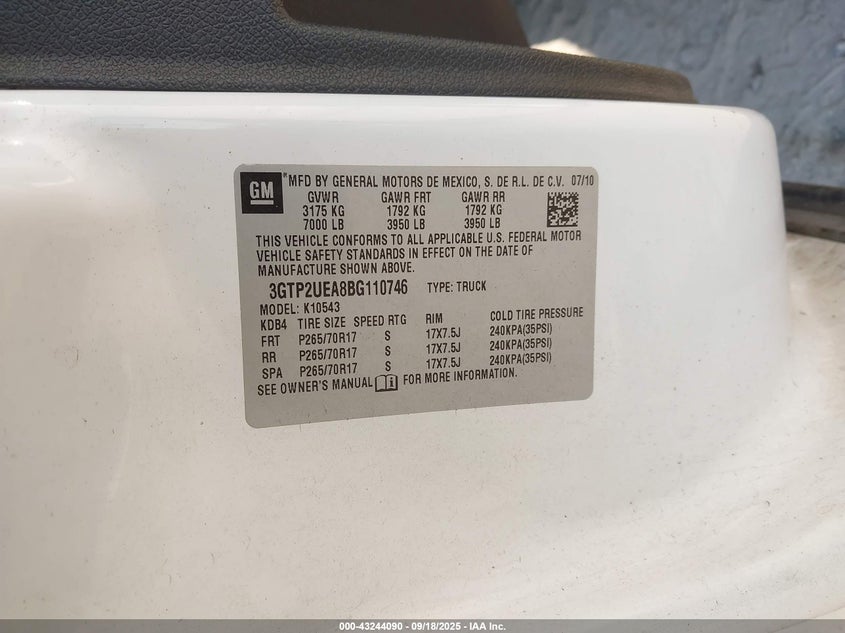 GM
® MFD BY GENERAL MOTORS DE MEXICO, S. DE R.L. DE C.V. 07/10
GVWR GAWR FRT GAWR RR
3175 KG 1792 KG 1792 KG
7000 LB 3950 LB 3950 LB
THIS VEHICLE CONFORMS TO ALL APPLICABLE U.S. FEDERAL MOTOR
VEHICLE SAFETY STANDARDS IN EFFECT ON THE DATE OF
MANUFACTURE SHOWN ABOVE.
3GTP2UEA8BG110746 TYPE: TRUCK
MODEL: K10543
KDB4 TIRE SIZE SPEED RTG RIM COLD TIRE PRESSURE
FRT P265/70R17 S 17X7.5J 240KPA(35PSI)
RR P265/70R17 S 17X7.5J 240KPA(35PSI)
SPA P265/70R17 S 17X7.5J 240KPA(35PSI)
SEE OWNER'S MANUAL i FOR MORE INFORMATION.
000-43244090 - 09/18/2025 - IAA Inc.